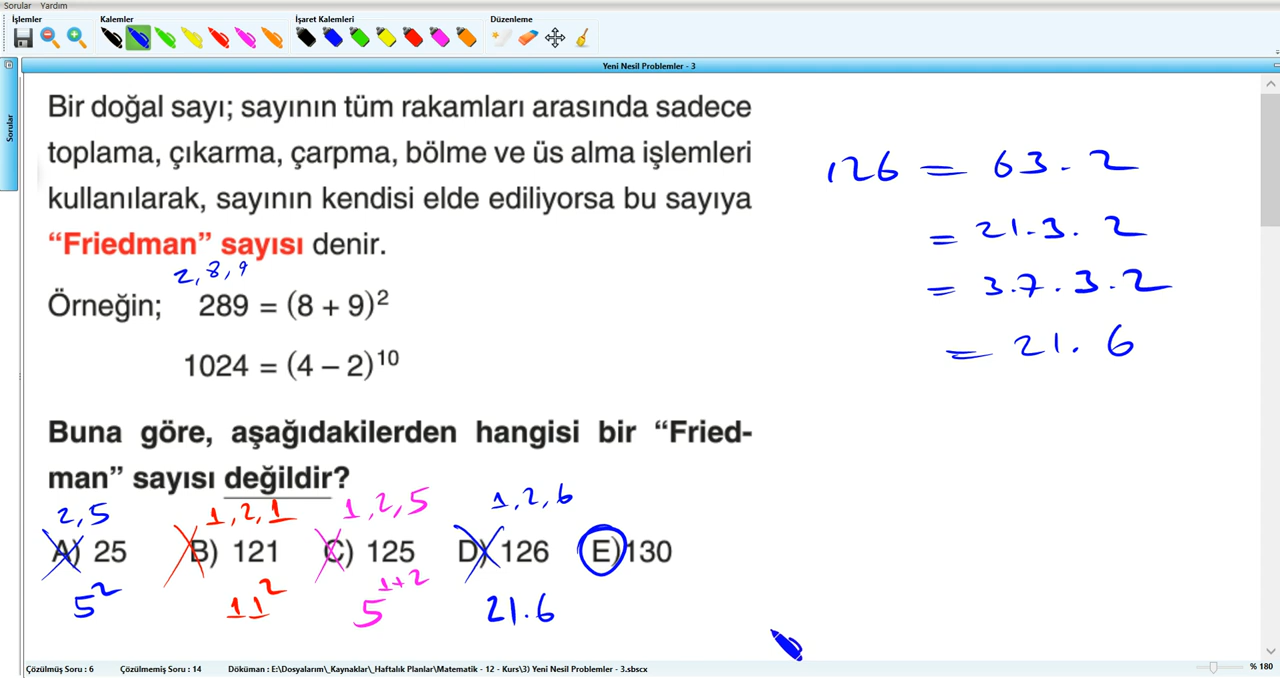 Sorular Yardım
İşlemler Kalemler İşaret Kalemleri Düzenleme
Yeni Nesil Problemler - 3
Sorular
Bir doğal sayı; sayının tüm rakamları arasında sadece
toplama, çıkarma, çarpma, bölme ve üs alma işlemleri
kullanılarak, sayının kendisi elde ediliyorsa bu sayıya
“Friedman” sayısı denir.
2, 8, 9
Örneğin; 289 = (8 + 9)²
1024 = (4 – 2)¹⁰
Buna göre, aşağıdakilerden hangisi bir “Fried-
man” sayısı değildir?
2, 5 1, 2, 1 1, 2, 5 1, 2, 6
A) 25 B) 121 C) 125 D) 126 E) 130
5² 11² 5¹⁺² 21.6
126 = 63.2
= 21.3.2
= 3.7.3.2
= 21.6
Çözülmüş Soru : 6 Çözülmemiş Soru : 14 Döküman : E:\Dosyalarım\_Kaynaklar\_Haftalık Planlar\Matematik - 12 - Kurs\3) Yeni Nesil Problemler - 3.sbscx % 180